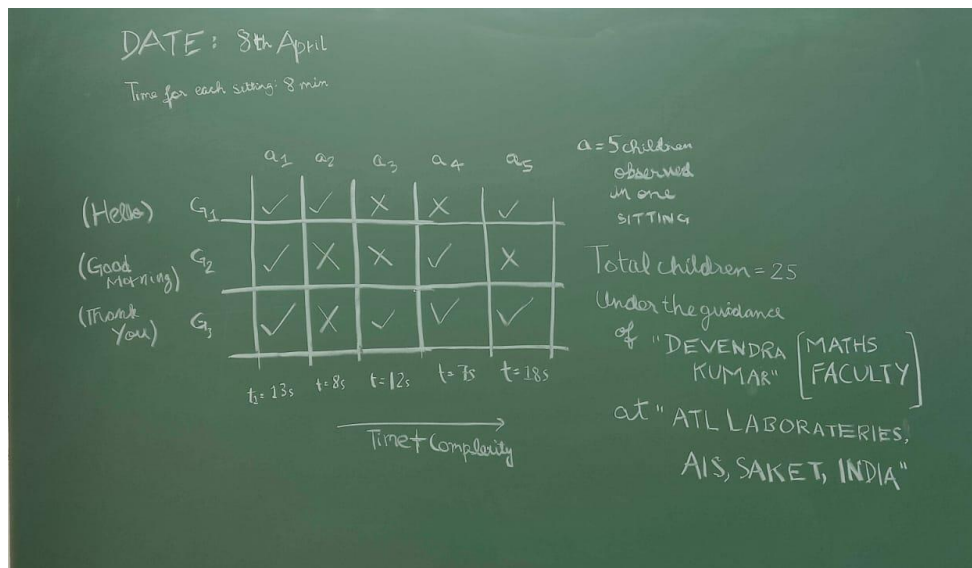 DATE: 8th April
Time for each sitting: 8 min
a1 a2 a3 a4 a5
(Hello) G1 ✓ ✓ × × ✓
(Good Morning) G2 ✓ × × ✓ ×
(Thank You) G3 ✓ × ✓ ✓ ✓
t1= 13s t= 8s t= 12s t= 7s t= 18s
Time + Complexity
a = 5 children
observed
in one
SITTING
Total children = 25
Under the guidance
of "DEVENDRA [MATHS
KUMAR" FACULTY]
at "ATL LABORATERIES,
AIS, SAKET, INDIA"